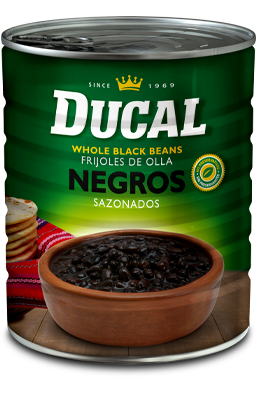 SINCE 1969
DUCAL
WHOLE BLACK BEANS
FRIJOLES DE OLLA
NEGROS
SAZONADOS